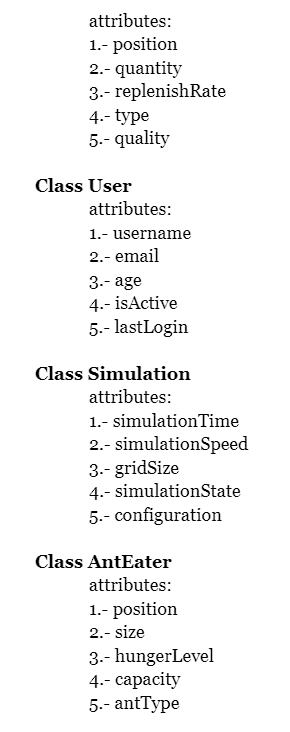 attributes:
1.- position
2.- quantity
3.- replenishRate
4.- type
5.- quality
Class User
attributes:
1.- username
2.- email
3.- age
4.- isActive
5.- lastLogin
Class Simulation
attributes:
1.- simulationTime
2.- simulationSpeed
3.- gridSize
4.- simulationState
5.- configuration
Class AntEater
attributes:
1.- position
2.- size
3.- hungerLevel
4.- capacity
5.- antType